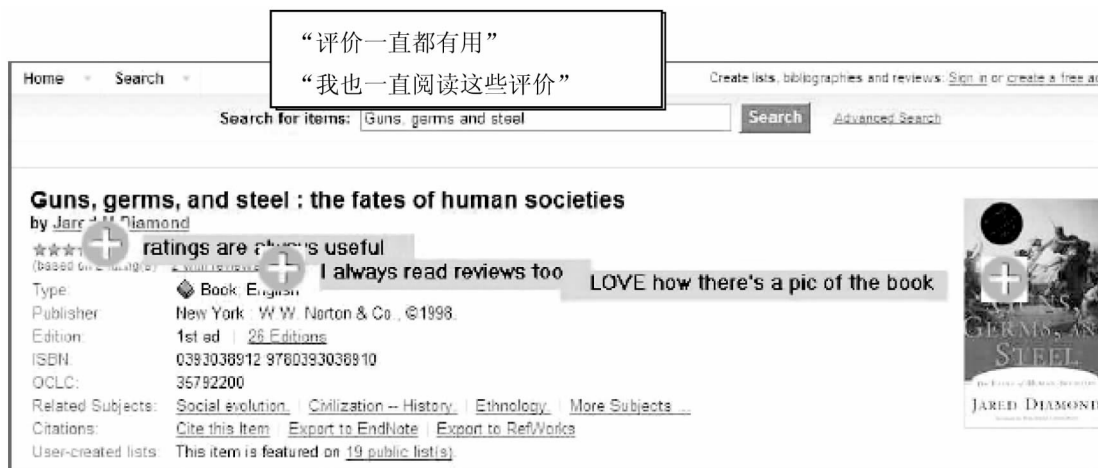 “评价一直都有用”
“我也一直阅读这些评价”
Home Search
Create lists, bibliographies and reviews: Sign in or create a free
Search for items: Guns, germs and steel Search Advanced Search
Guns, germs, and steel : the fates of human societies
by Jared Diamond
ratings are always useful
(based on
I always read reviews too
LOVE how there's a pic of the book
Type: Book; English
Publisher: New York : W.W. Norton & Co., ©1998.
Edition: 1st ed | 26 Editions
ISBN: 0393038912 9780393038910
OCLC: 35792200
Related Subjects: Social evolution. | Civilization -- History. | Ethnology. | More Subjects ...
Citations: Cite this Item | Export to EndNote | Export to RefWorks
User-created lists: This item is featured on 19 public list(s).
GUNS,
GERMS, AN
STEEL
JARED DIAMOND